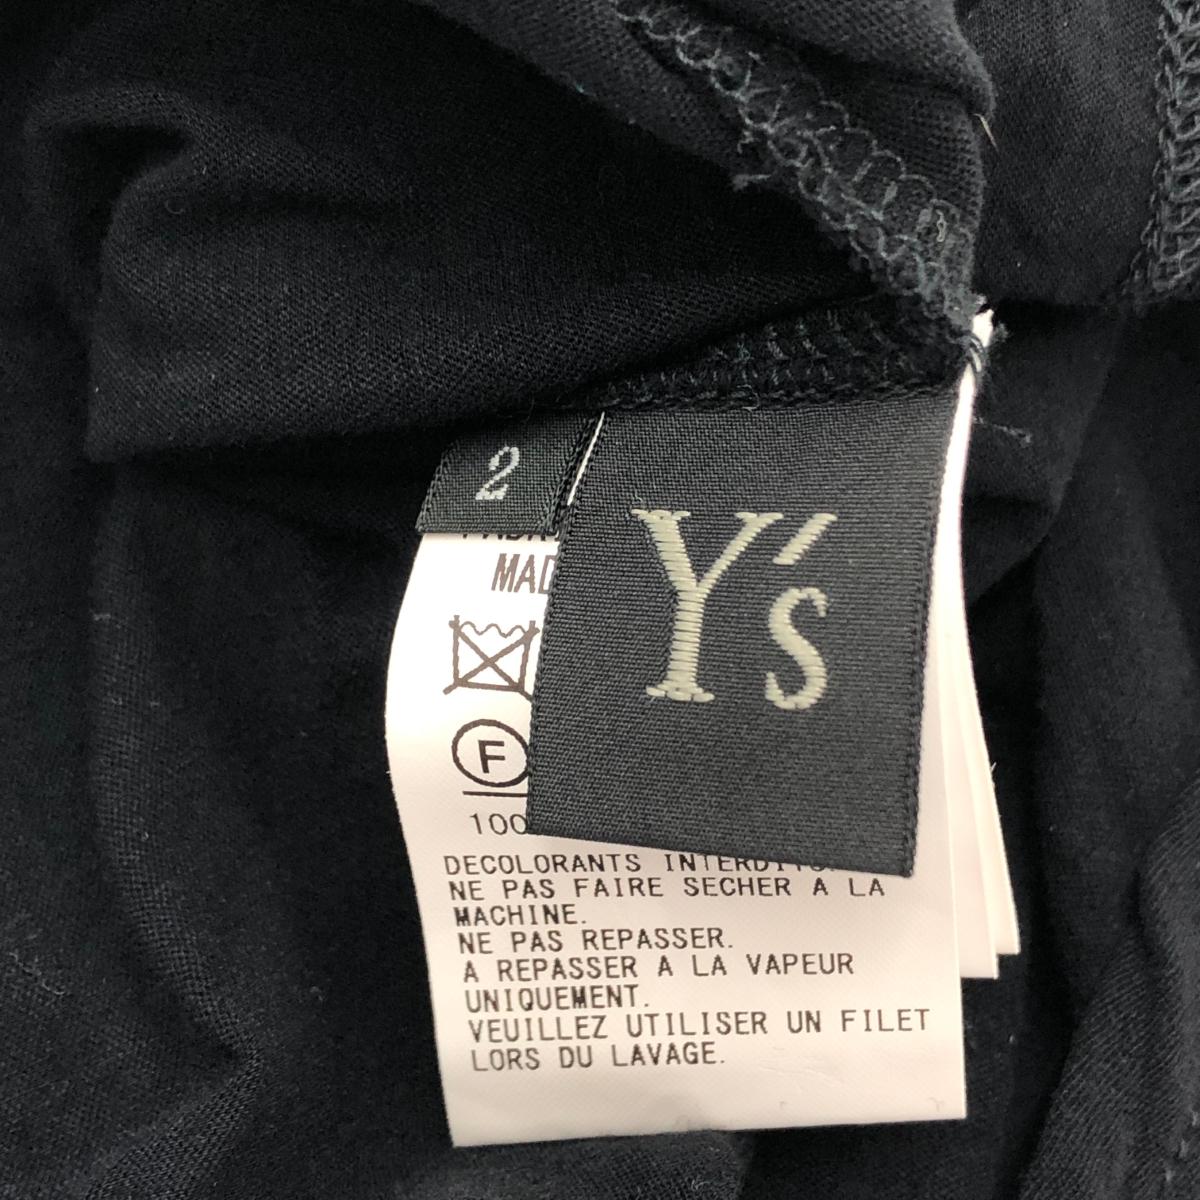 2
Y's
MAD
F
100
DECOLORANTS INTERDITS
NE PAS FAIRE SECHER A LA
MACHINE.
NE PAS REPASSER.
A REPASSER A LA VAPEUR
UNIQUEMENT.
VEUILLEZ UTILISER UN FILET
LORS DU LAVAGE.